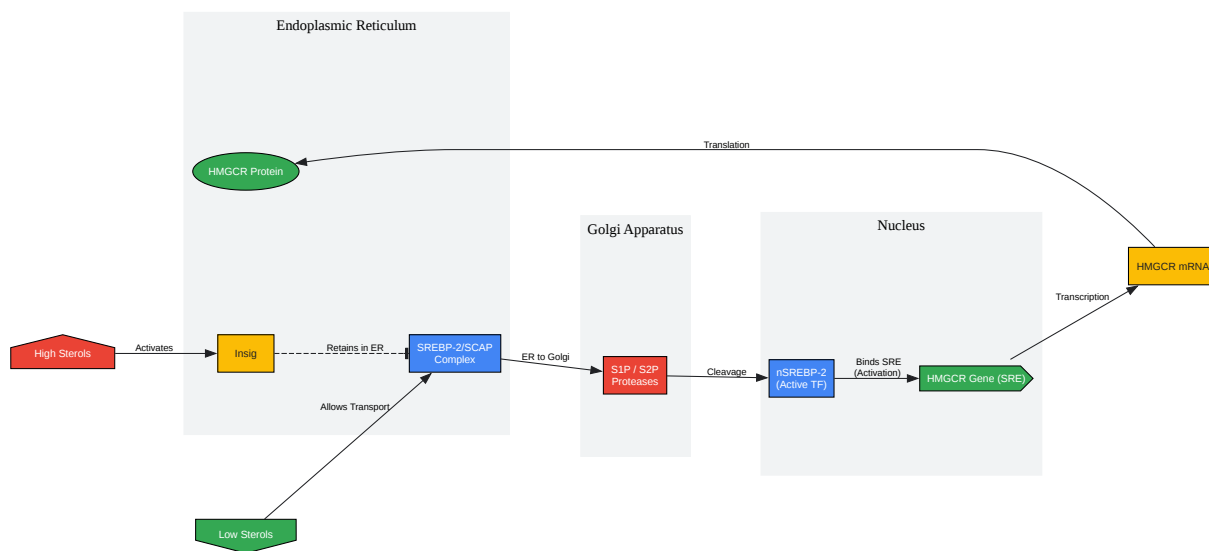 Endoplasmic Reticulum
Translation
HMGCR Protein
Golgi Apparatus
Nucleus
HMGCR mRNA
Transcription
High Sterols
Activates
Insig
Retains in ER
SREBP-2/SCAP
Complex
ER to Golgi
S1P / S2P
Proteases
Cleavage
nSREBP-2
(Active TF)
Binds SRE
(Activation)
HMGCR Gene (SRE)
Allows Transport
Low Sterols